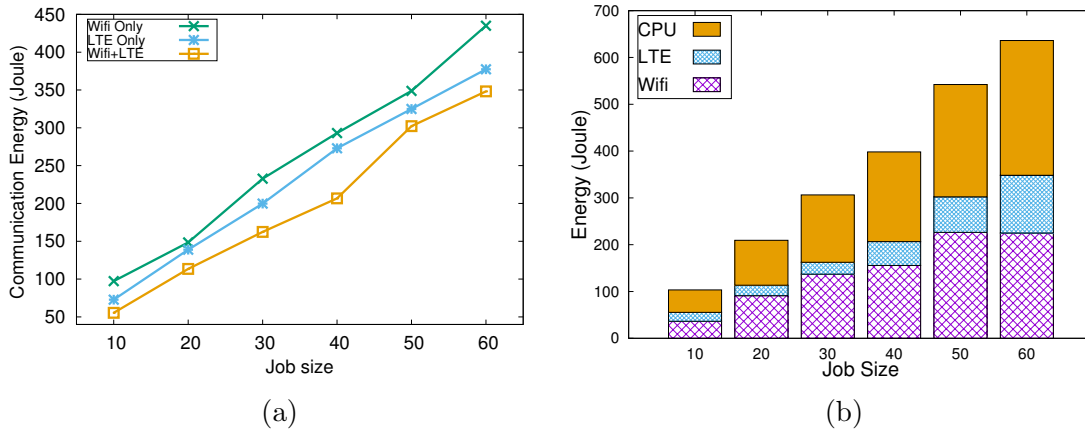 450
400
350
300
250
200
150
100
50
Communication Energy (Joule)
Wifi Only
LTE Only
Wifi+LTE
10 20 30 40 50 60
Job size
(a)
700
600
500
400
300
200
100
0
Energy (Joule)
CPU
LTE
Wifi
10 20 30 40 50 60
Job Size
(b)